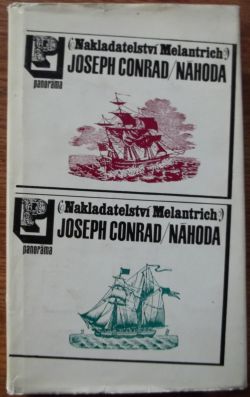 (Nakladatelství Melantrich)
JOSEPH CONRAD/NÁHODA
P
panorama
(Nakladatelství Melantrich)
JOSEPH CONRAD/NÁHODA
P
panorama